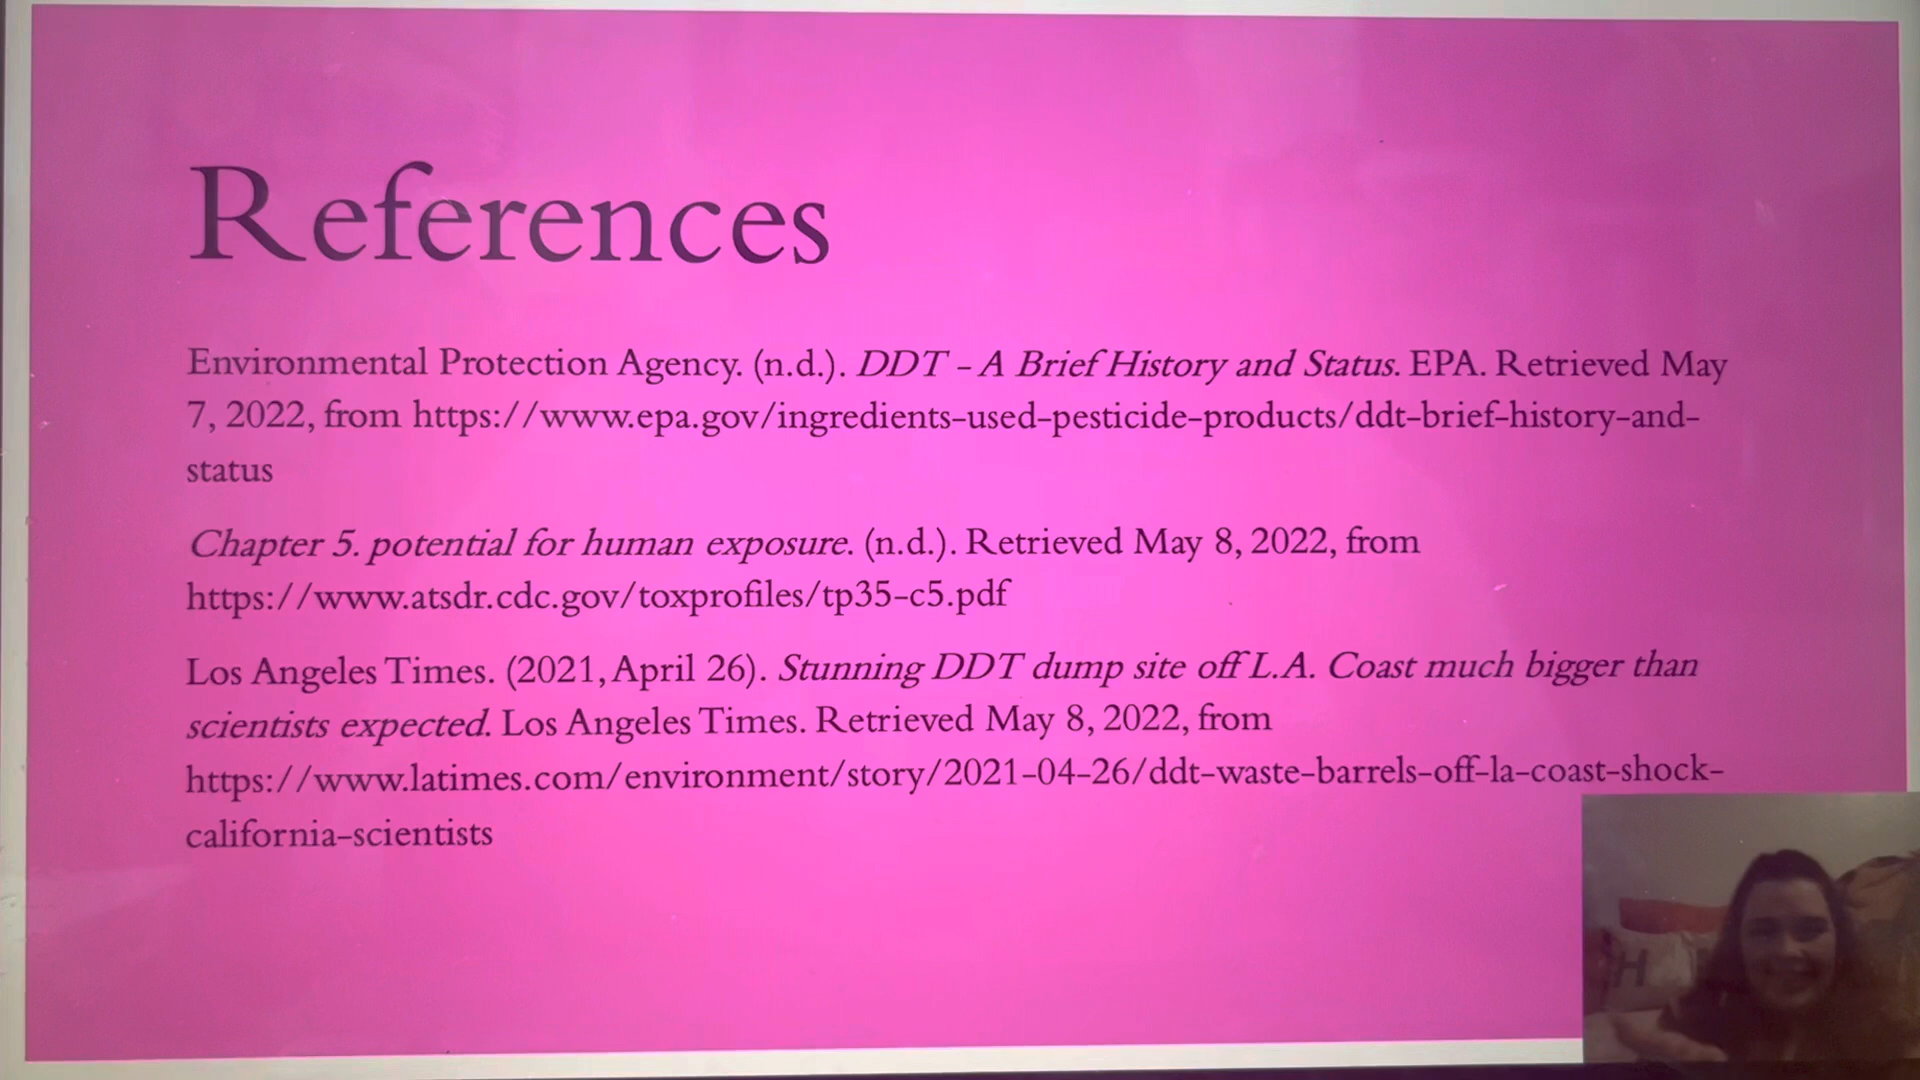 References
Environmental Protection Agency. (n.d.). DDT - A Brief History and Status. EPA. Retrieved May
7, 2022, from https://www.epa.gov/ingredients-used-pesticide-products/ddt-brief-history-and-
status
Chapter 5. potential for human exposure. (n.d.). Retrieved May 8, 2022, from
https://www.atsdr.cdc.gov/toxprofiles/tp35-c5.pdf
Los Angeles Times. (2021, April 26). Stunning DDT dump site off L.A. Coast much bigger than
scientists expected. Los Angeles Times. Retrieved May 8, 2022, from
https://www.latimes.com/environment/story/2021-04-26/ddt-waste-barrels-off-la-coast-shock-
california-scientists
H